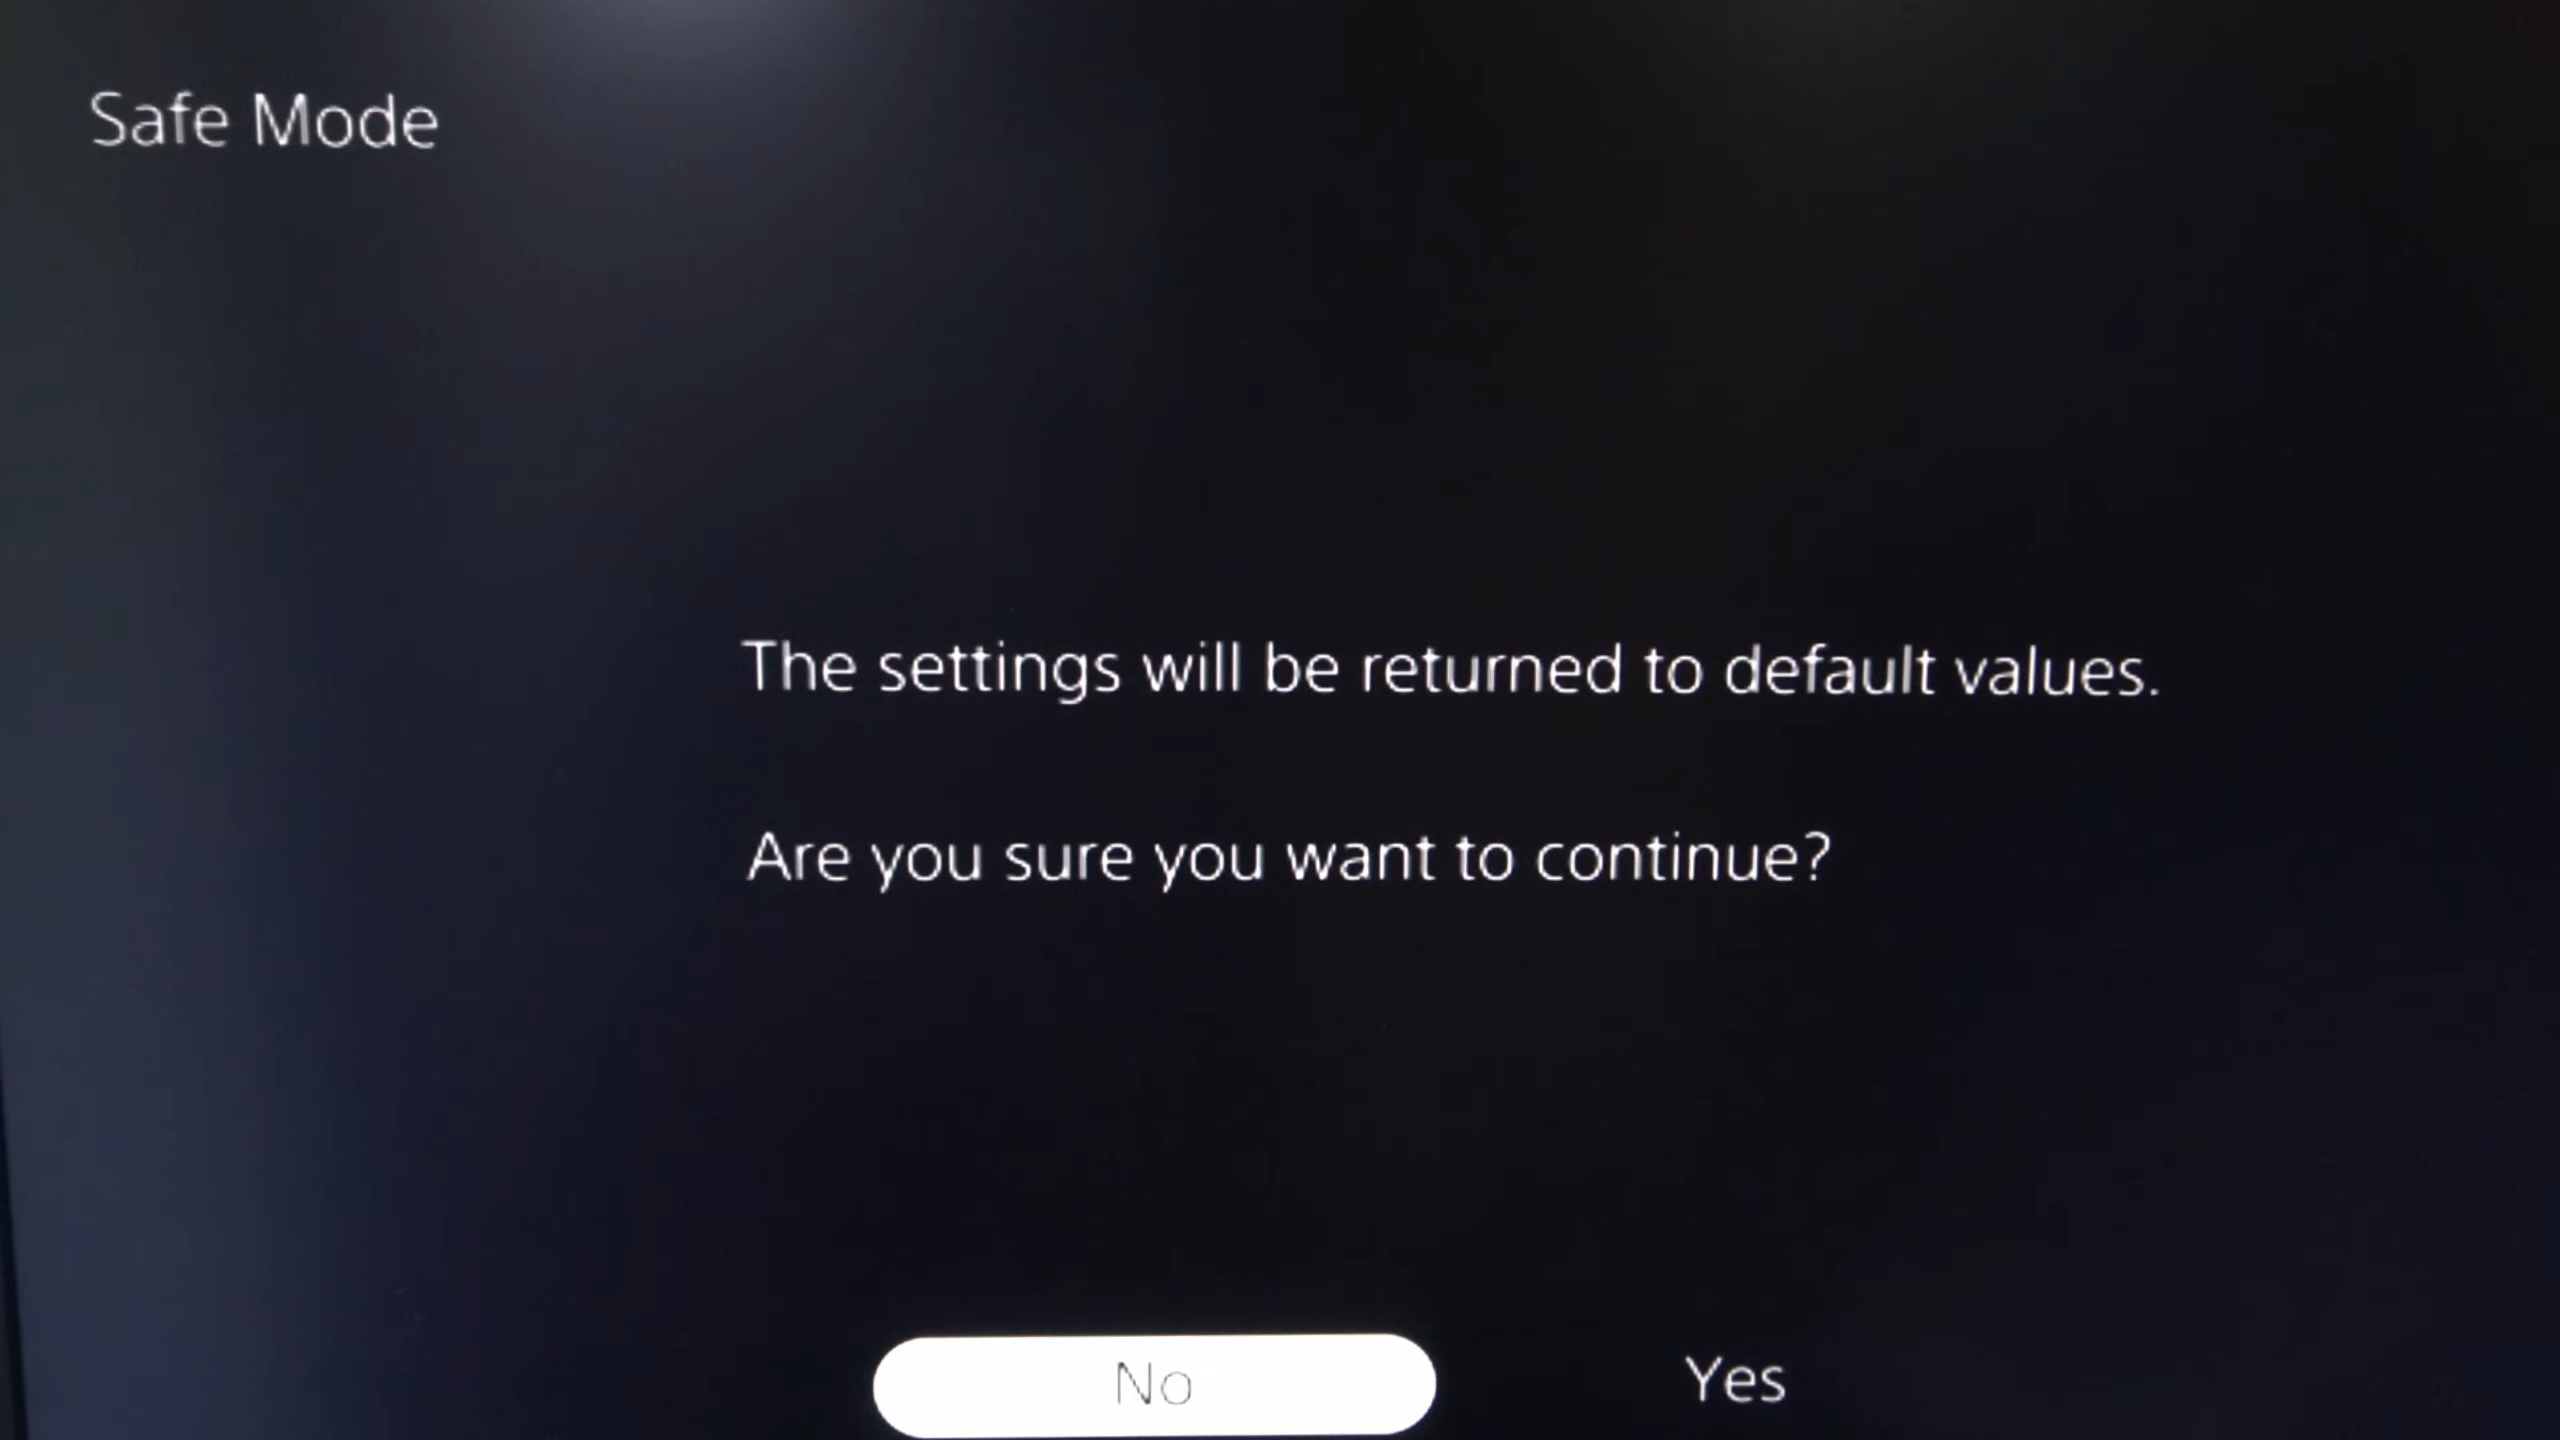 Safe Mode
The settings will be returned to default values.
Are you sure you want to continue?
No
Yes